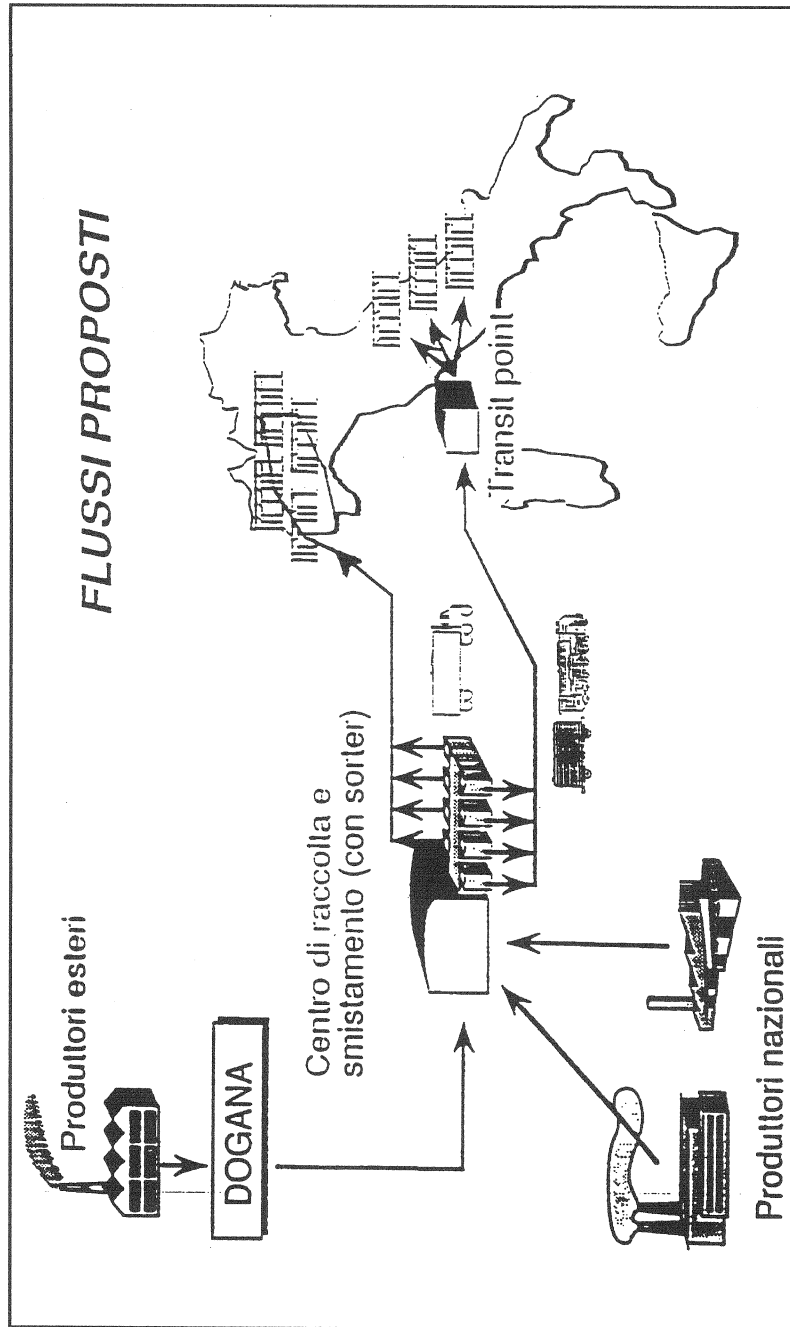 FLUSSI PROPOSTI
Produttori esteri
DOGANA
Centro di raccolta e
smistamento (con sorter)
Transit point
Produttori nazionali